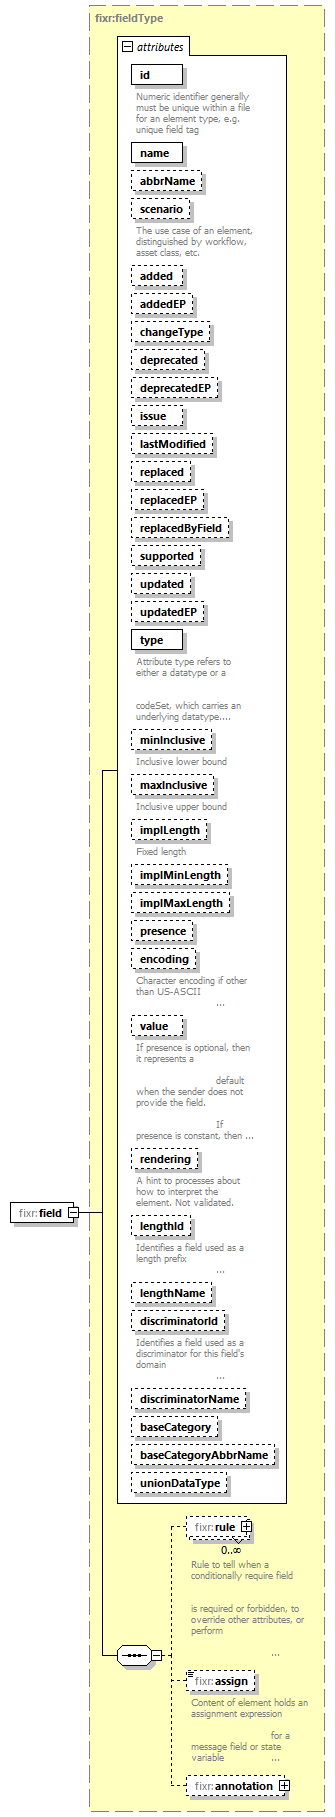 fixr:fieldType
attributes
id
Numeric identifier generally
must be unique within a file
for an element type, e.g.
unique field tag
name
abbrName
scenario
The use case of an element,
distinguished by workflow,
asset class, etc.
added
addedEP
changeType
deprecated
deprecatedEP
issue
lastModified
replaced
replacedEP
replacedByField
supported
updated
updatedEP
type
Attribute type refers to
either a datatype or a
codeSet, which carries an
underlying datatype....
minInclusive
Inclusive lower bound
maxInclusive
Inclusive upper bound
implLength
Fixed length
implMinLength
implMaxLength
presence
encoding
Character encoding if other
than US-ASCII
...
value
If presence is optional, then
it represents a
default
when the sender does not
provide the field.
If
presence is constant, then ...
rendering
A hint to processes about
how to interpret the
element. Not validated.
fixr:field
lengthId
Identifies a field used as a
length prefix
...
lengthName
discriminatorId
Identifies a field used as a
discriminator for this field's
domain
...
discriminatorName
baseCategory
baseCategoryAbbrName
unionDataType
fixr:rule
0..∞
Rule to tell when a
conditionally require field
is required or forbidden, to
override other attributes, or
perform
...
fixr:assign
Content of element holds an
assignment expression
for a
message field or state
variable ...
fixr:annotation